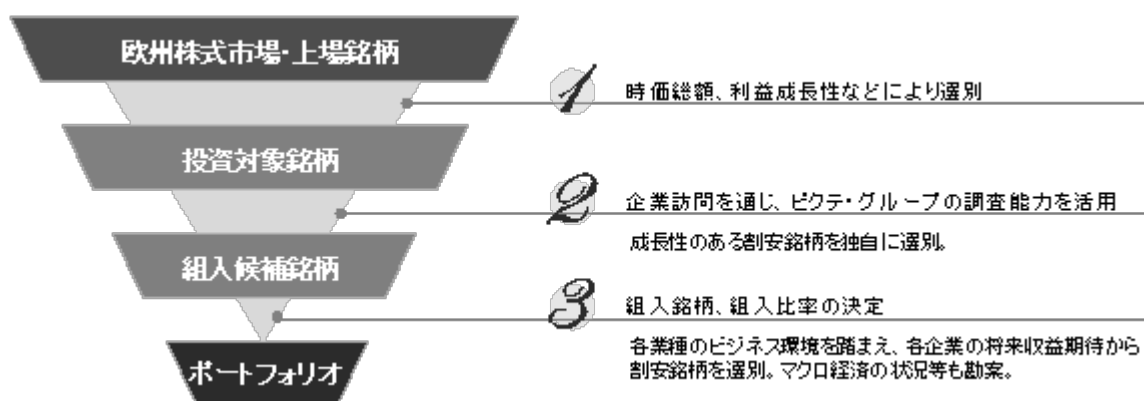 欧州株式市場・上場銘柄
1
時価総額、利益成長性などにより選別
投資対象銘柄
2
企業訪問を通じ、ピクテ・グループの調査能力を活用
成長性のある割安銘柄を独自に選別。
組入候補銘柄
3
組入銘柄、組入比率の決定
各業種のビジネス環境を踏まえ、各企業の将来収益期待から
割安銘柄を選別。マクロ経済の状況等も勘案。
ポートフォリオ